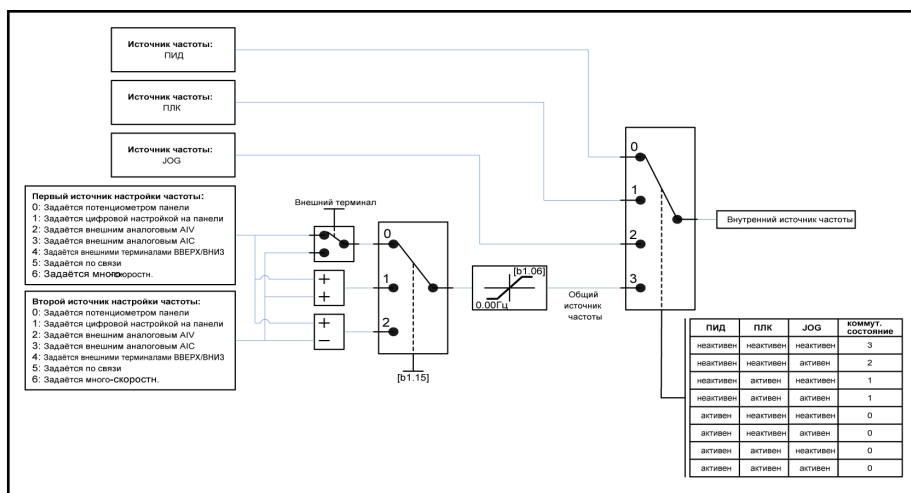 Источник частоты:
ПИД
Источник частоты:
ПЛК
Источник частоты:
JOG
Первый источник настройки частоты:
0: Задаётся потенциометром панели
1: Задаётся цифровой настройкой на панели
2: Задаётся внешним аналоговым AIV
3: Задаётся внешним аналоговым AIC
4: Задаётся внешними терминалами ВВЕРХ/ВНИЗ
5: Задаётся по связи
6: Задаётся много-скоростн.
Второй источник настройки частоты:
0: Задаётся потенциометром панели
1: Задаётся цифровой настройкой на панели
2: Задаётся внешним аналоговым AIV
3: Задаётся внешним аналоговым AIC
4: Задаётся внешними терминалами ВВЕРХ/ВНИЗ
5: Задаётся по связи
6: Задаётся много-скоростн.
Внешний терминал
+
+
+
−
0
1
2
[b1.15]
[b1.06]
0.00Гц
Общий
источник
частоты
0
1
2
3
Внутренний источник частоты
ПИД ПЛК JOG коммут. состояние
неактивен неактивен неактивен 3
неактивен неактивен активен 2
неактивен активен неактивен 1
неактивен активен активен 1
активен неактивен неактивен 0
активен неактивен активен 0
активен активен неактивен 0
активен активен активен 0